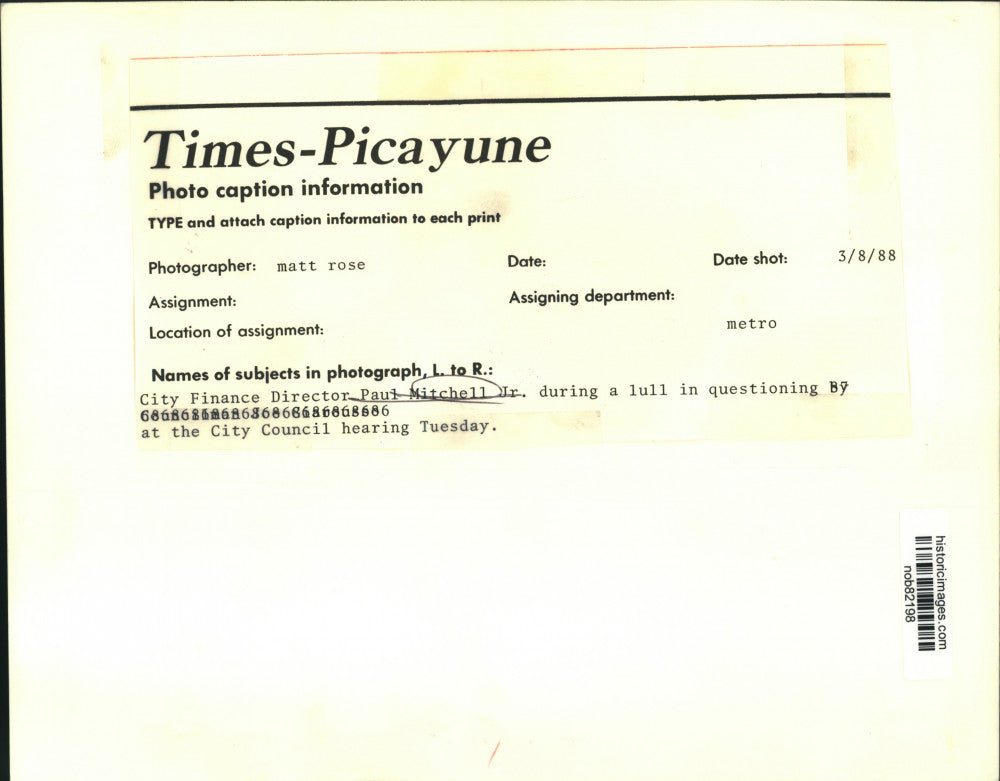 Times-Picayune
Photo caption information
TYPE and attach caption information to each print
Photographer: matt rose Date: Date shot: 3/8/88
Assignment: Assigning department:
Location of assignment: metro
Names of subjects in photograph, L. to R.:
City Finance Director Paul Mitchell Jr. during a lull in questioning
at the City Council hearing Tuesday.
historicimages.com
nob82198